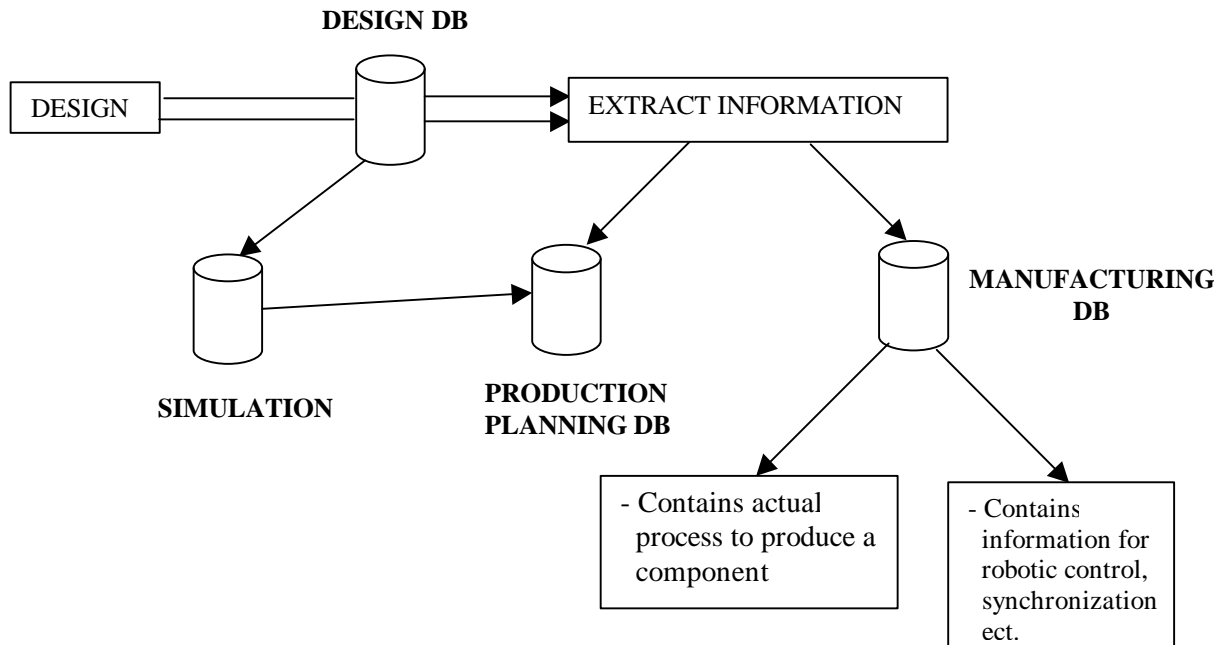 DESIGN DB
DESIGN
EXTRACT INFORMATION
MANUFACTURING
DB
SIMULATION
PRODUCTION
PLANNING DB
- Contains actual
process to produce a
component
- Contains
information for
robotic control,
synchronization
ect.